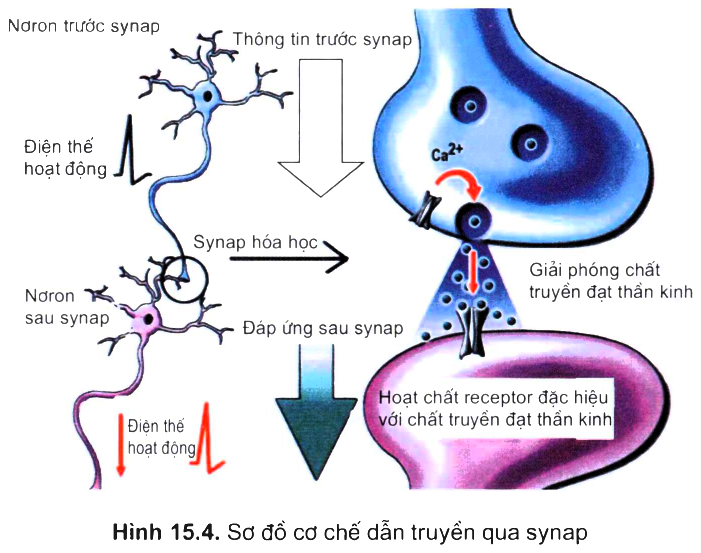 Nơron trước synap
Thông tin trước synap
Điện thế
hoạt động
Ca2+
Synap hóa học
Giải phóng chất
truyền đạt thần kinh
Nơron
sau synap
Đáp ứng sau synap
Hoạt chất receptor đặc hiệu
với chất truyền đạt thần kinh
Điện thế
hoạt động
Hình 15.4. Sơ đồ cơ chế dẫn truyền qua synap